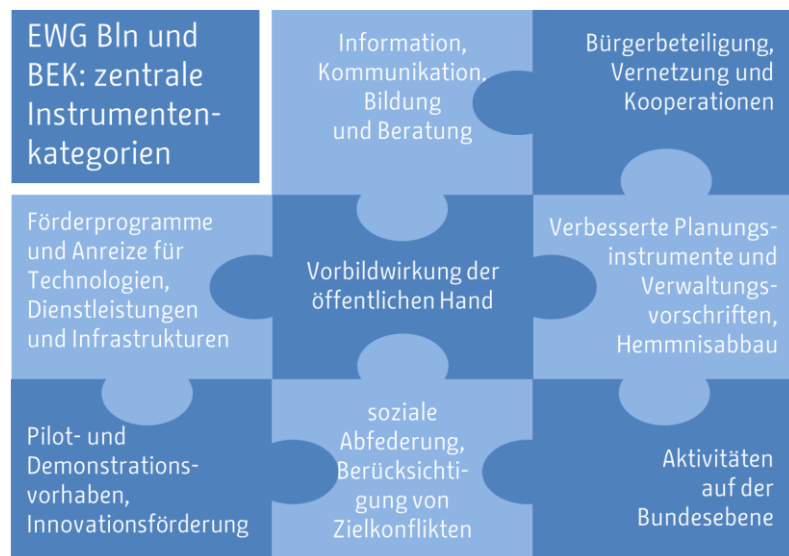 EWG Bln und
BEK: zentrale
Instrumenten-
kategorien
Information,
Kommunikation,
Bildung
und Beratung
Bürgerbeteiligung,
Vernetzung und
Kooperationen
Förderprogramme
und Anreize für
Technologien,
Dienstleistungen
und Infrastrukturen
Vorbildwirkung der
öffentlichen Hand
Verbesserte Planungs-
instrumente und
Verwaltungs-
vorschriften,
Hemmnisabbau
Pilot- und
Demonstrations-
vorhaben,
Innovationsförderung
soziale
Abfederung,
Berücksichti-
gung von
Zielkonflikten
Aktivitäten
auf der
Bundesebene